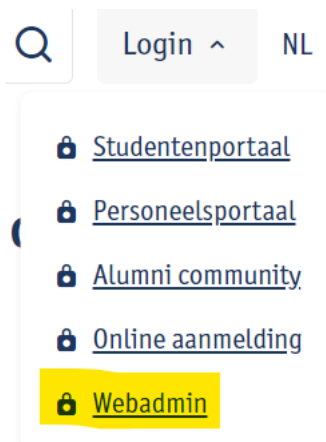 Login NL
Studentenportaal
Personeelsportaal
Alumni community
Online aanmelding
Webadmin